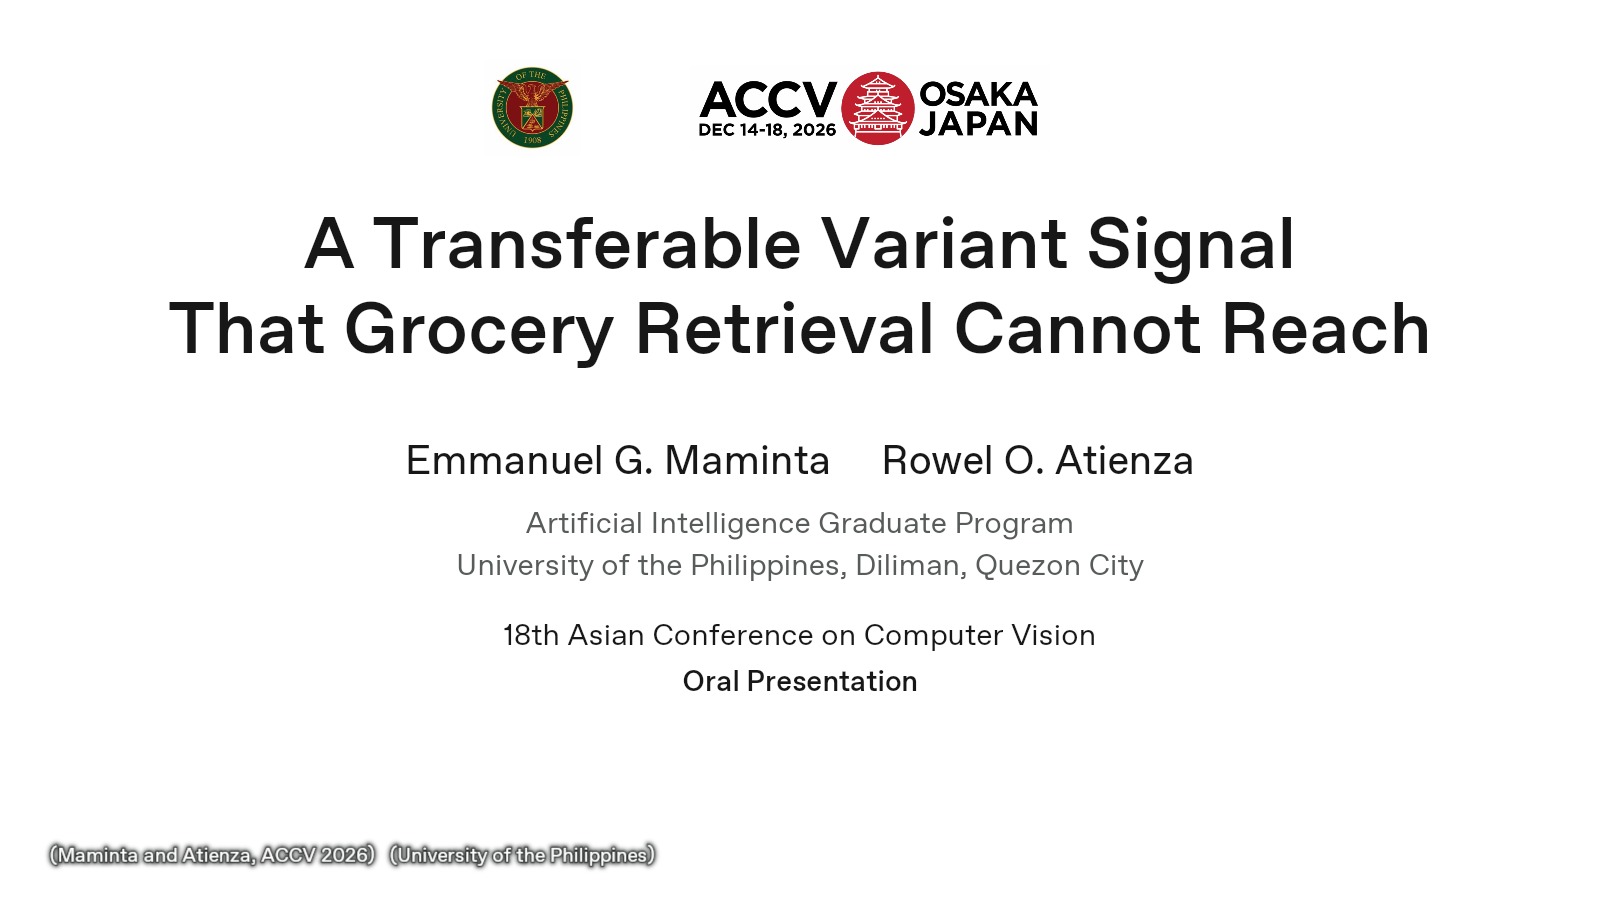 UNIVERSITY OF THE PHILIPPINES
1908
ACCV
DEC 14-18, 2026
OSAKA
JAPAN
A Transferable Variant Signal
That Grocery Retrieval Cannot Reach
Emmanuel G. Maminta Rowel O. Atienza
Artificial Intelligence Graduate Program
University of the Philippines, Diliman, Quezon City
18th Asian Conference on Computer Vision
Oral Presentation
(Maminta and Atienza, ACCV 2026) (University of the Philippines)